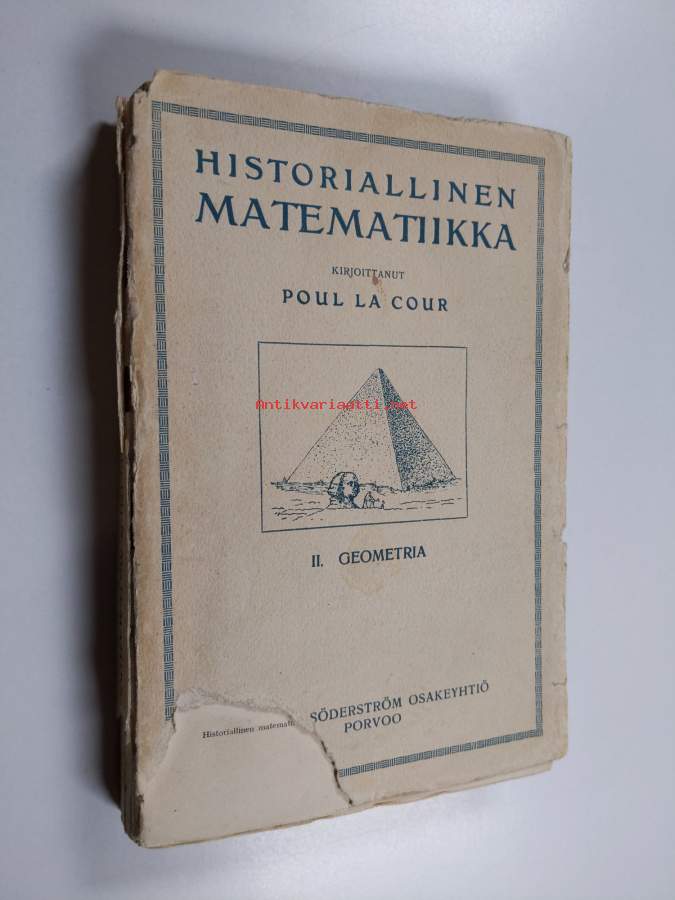 HISTORIALLINEN
MATEMATIIKKA
KIRJOITTANUT
POUL LA COUR
Antikvariaatti.net
II. GEOMETRIA
SÖDERSTRÖM OSAKEYHTIÖ
PORVOO
Historiallinen matemati